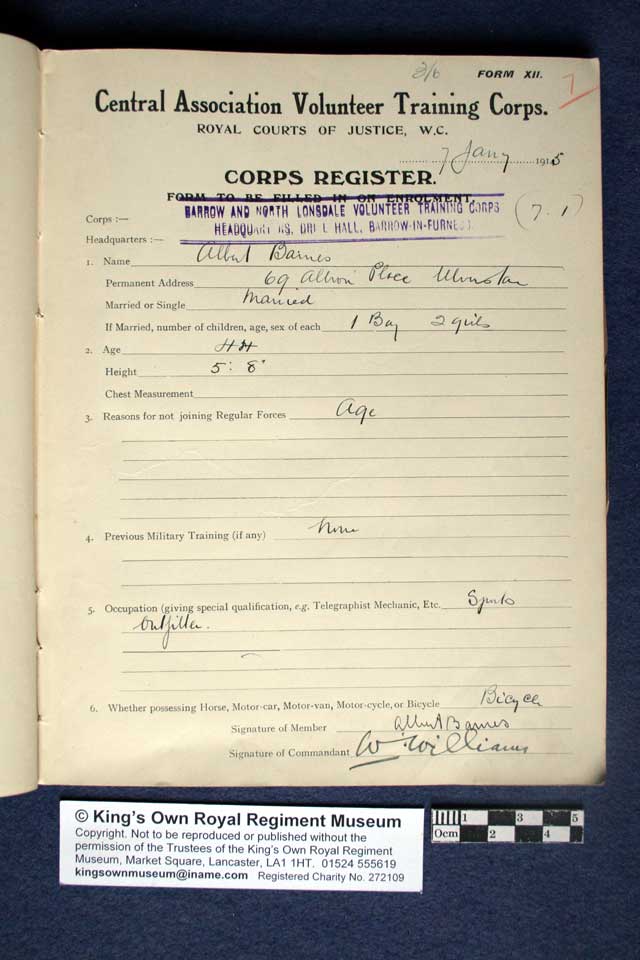 3/6 FORM XII. 7
Central Association Volunteer Training Corps.
ROYAL COURTS OF JUSTICE, W.C.
7 Jany 1915
CORPS REGISTER.
FORM TO BE FILLED IN ON ENROLMENT.
Corps :— BARROW AND NORTH LONSDALE VOLUNTEER TRAINING CORPS (7.1)
Headquarters :— HEADQUARTERS, DRILL HALL, BARROW-IN-FURNESS.
1. Name Albert Barnes
Permanent Address 69 Albion Place Ulverston
Married or Single Married
If Married, number of children, age, sex of each 1 Boy 2 girls
2. Age 44
Height 5: 8"
Chest Measurement
3. Reasons for not joining Regular Forces Age
4. Previous Military Training (if any) None
5. Occupation (giving special qualification, e.g. Telegraphist Mechanic, Etc. Sports
Outfitter.
6. Whether possessing Horse, Motor-car, Motor-van, Motor-cycle, or Bicycle Bicycle
Signature of Member Albert Barnes
Signature of Commandant W Williams
© King's Own Royal Regiment Museum
Copyright. Not to be reproduced or published without the
permission of the Trustees of the King's Own Royal Regiment
Museum, Market Square, Lancaster, LA1 1HT. 01524 555619
kingsownmuseum@iname.com Registered Charity No. 272109
1 3 5
0cm 2 4